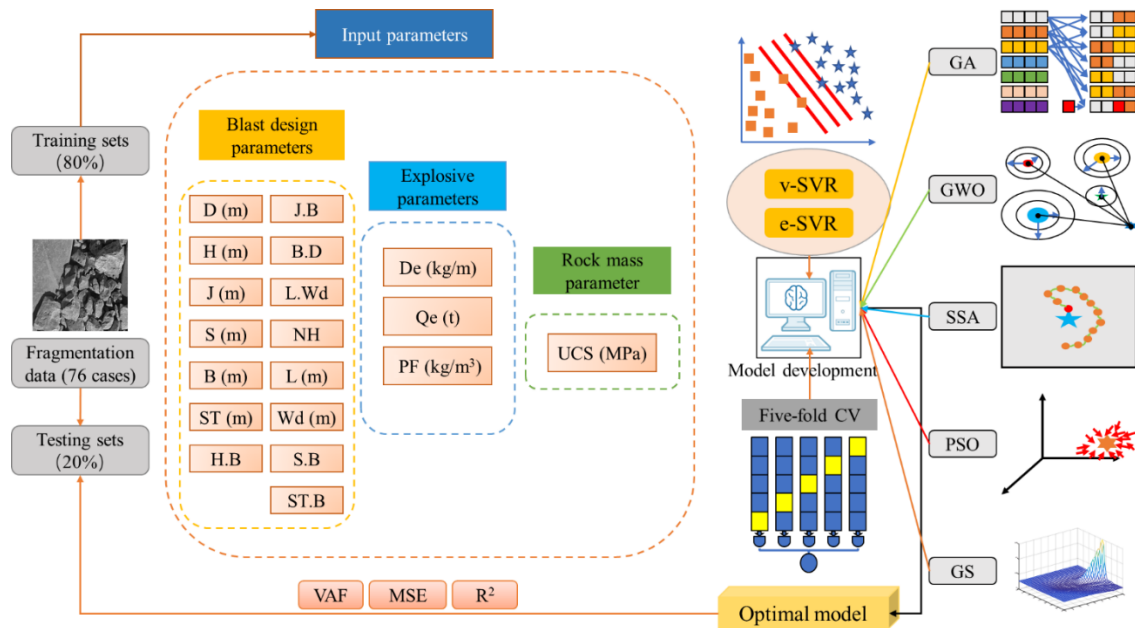 Input parameters
Training sets
(80%)
Fragmentation
data (76 cases)
Testing sets
(20%)
Blast design
parameters
D (m)
J.B
H (m)
B.D
J (m)
L.Wd
S (m)
NH
B (m)
L (m)
ST (m)
Wd (m)
H.B
S.B
ST.B
Explosive
parameters
De (kg/m)
Qe (t)
PF (kg/m³)
Rock mass
parameter
UCS (MPa)
v-SVR
e-SVR
Model development
Five-fold CV
GA
GWO
SSA
PSO
GS
VAF
MSE
R²
Optimal model